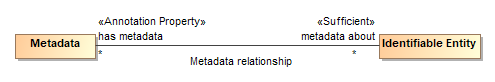 «Annotation Property»
«Sufficient»
Metadata
has metadata
metadata about
Identifiable Entity
*
*
Metadata relationship